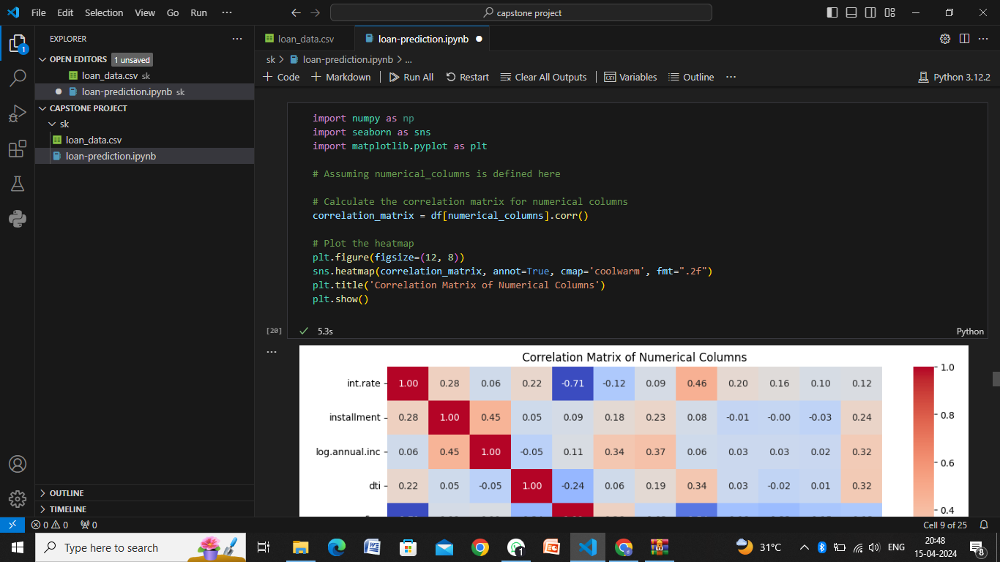 File Edit Selection View Go Run ···
capstone project
EXPLORER
OPEN EDITORS 1 unsaved
loan_data.csv sk
loan-prediction.ipynb sk
CAPSTONE PROJECT
sk
loan_data.csv
loan-prediction.ipynb
OUTLINE
TIMELINE
1
loan_data.csv
loan-prediction.ipynb
sk > loan-prediction.ipynb > ...
+ Code + Markdown Run All Restart Clear All Outputs Variables Outline ··· Python 3.12.2
import numpy as np
import seaborn as sns
import matplotlib.pyplot as plt
# Assuming numerical_columns is defined here
# Calculate the correlation matrix for numerical columns
correlation_matrix = df[numerical_columns].corr()
# Plot the heatmap
plt.figure(figsize=(12, 8))
sns.heatmap(correlation_matrix, annot=True, cmap='coolwarm', fmt=".2f")
plt.title('Correlation Matrix of Numerical Columns')
plt.show()
[20] 5.3s Python
Correlation Matrix of Numerical Columns
int.rate 1.00 0.28 0.06 0.22 -0.71 -0.12 0.09 0.46 0.20 0.16 0.10 0.12
installment 0.28 1.00 0.45 0.05 0.09 0.18 0.23 0.08 -0.01 -0.00 -0.03 0.24
log.annual.inc 0.06 0.45 1.00 -0.05 0.11 0.34 0.37 0.06 0.03 0.03 0.02 0.32
dti 0.22 0.05 -0.05 1.00 -0.24 0.06 0.19 0.34 0.03 -0.02 0.01 0.32
1.0
0.8
0.6
0.4
0 0 0 Cell 9 of 25
Type here to search
1
31°C ENG
20:48
15-04-2024
8